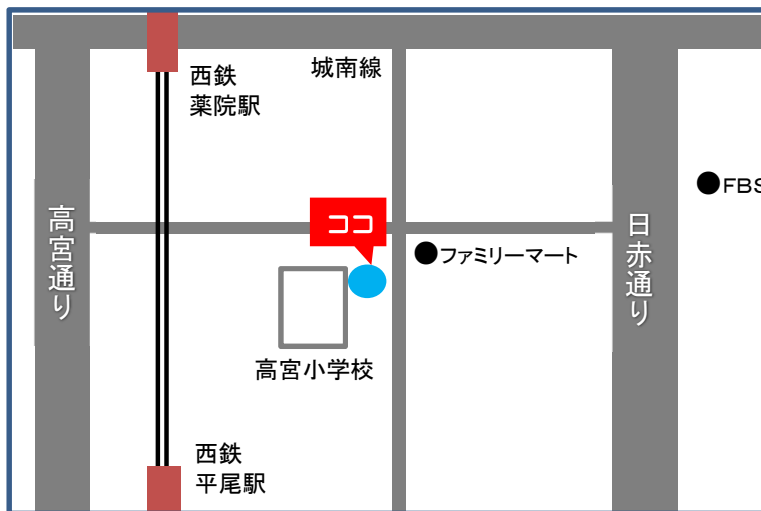 西鉄
薬院駅
城南線
高宮通り
ココ
ファミリーマート
日赤通り
FBS
高宮小学校
西鉄
平尾駅